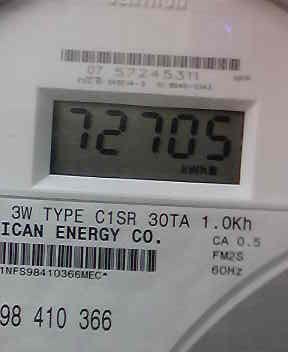 07 57245311
72705
kWh
3W TYPE C1SR 30TA 1.0Kh
ICAN ENERGY CO.
CA 0.5
FM2S
60Hz
1NFS98410366MEC*
98 410 366